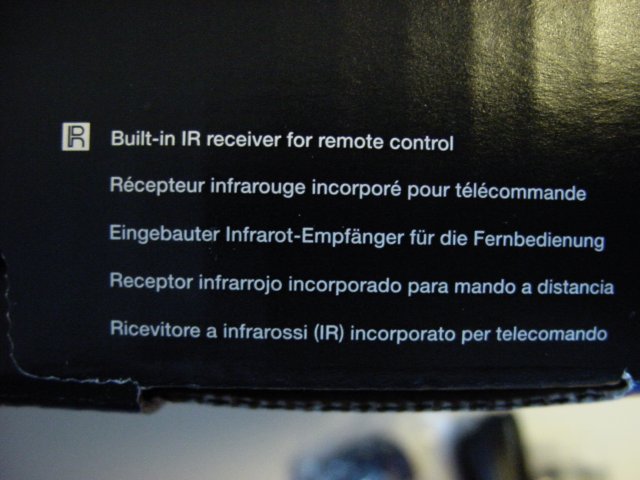 IR Built-in IR receiver for remote control
Récepteur infrarouge incorporé pour télécommande
Eingebauter Infrarot-Empfänger für die Fernbedienung
Receptor infrarrojo incorporado para mando a distancia
Ricevitore a infrarossi (IR) incorporato per telecomando